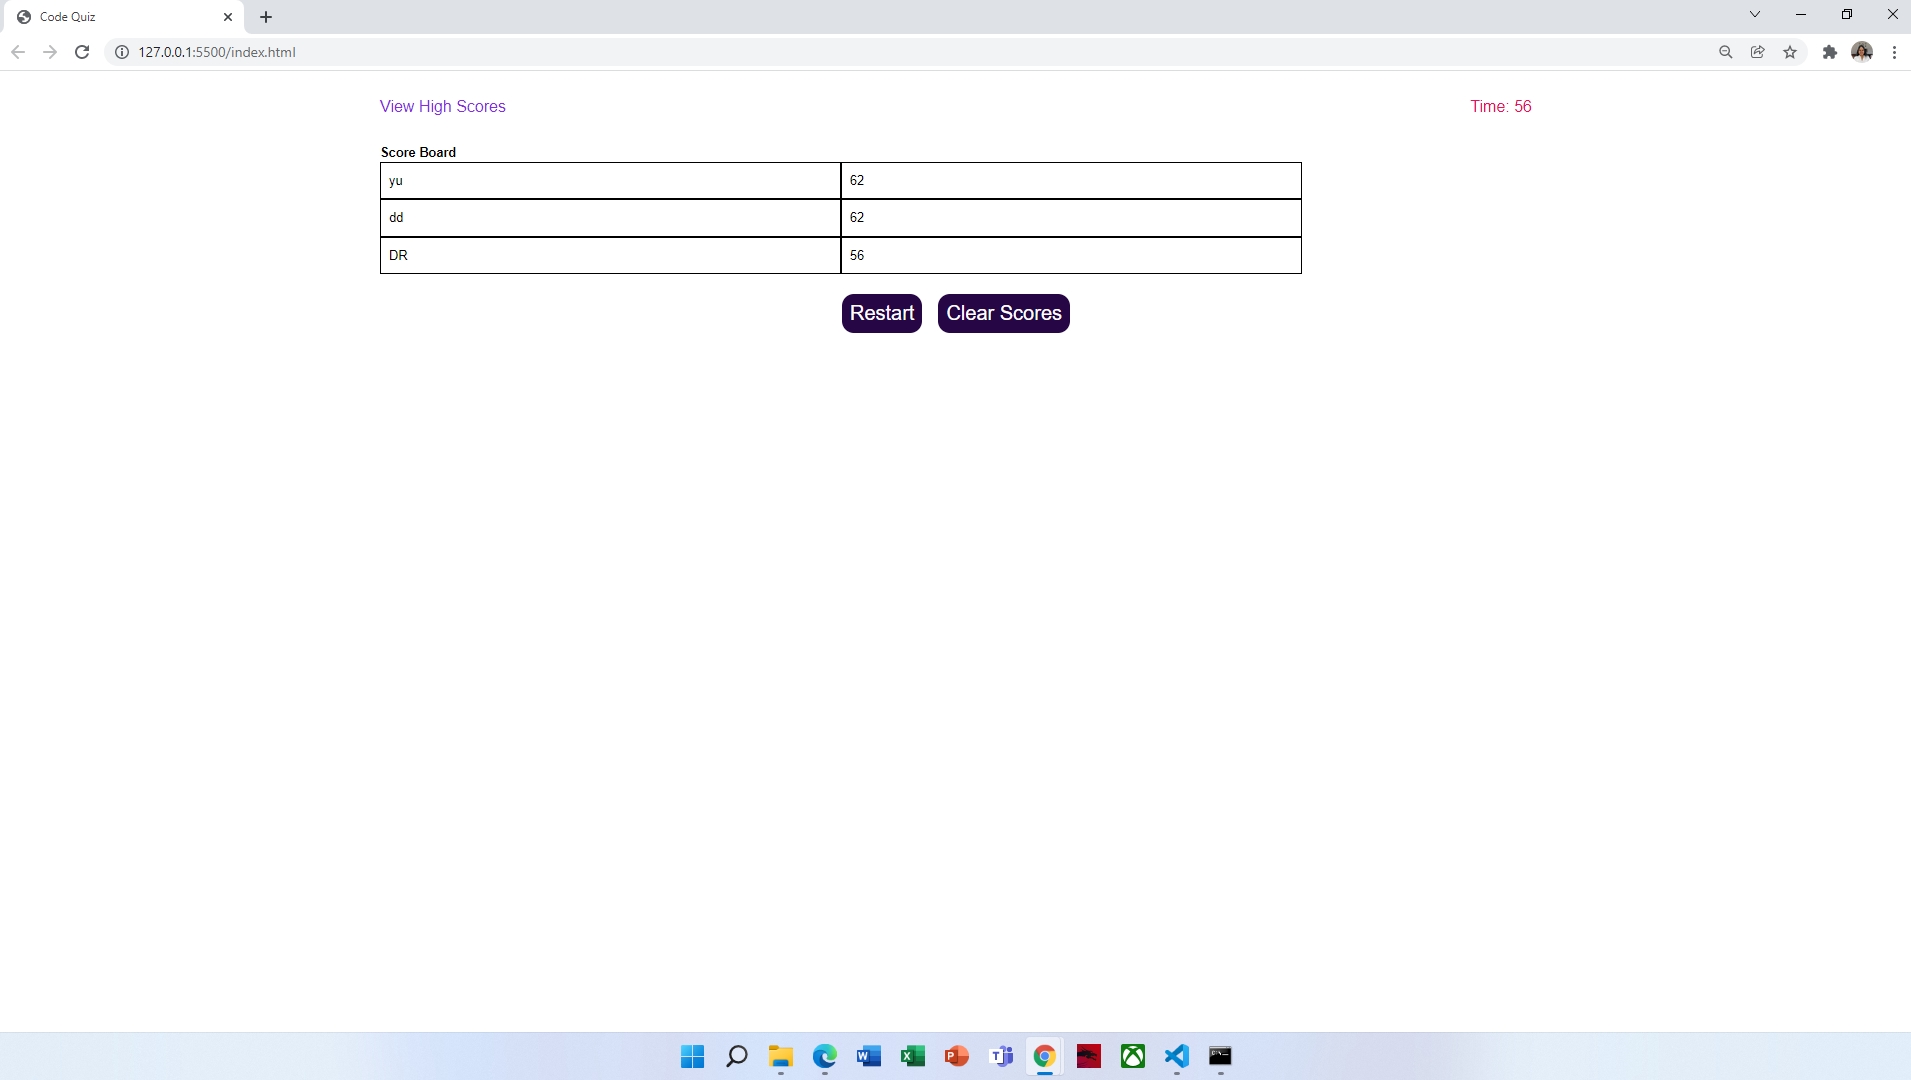 Code Quiz
127.0.0.1:5500/index.html
View High Scores Time: 56
Score Board
yu 62
dd 62
DR 56
Restart Clear Scores